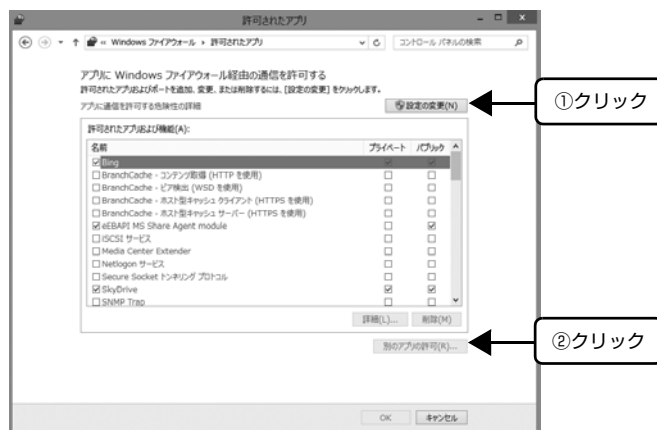 許可されたアプリ
« Windows ファイアウォール ▸ 許可されたアプリ
コントロール パネルの検索
アプリに Windows ファイアウォール経由の通信を許可する
許可されたアプリおよびポートを追加、変更、または削除するには、[設定の変更] をクリックします。
アプリに通信を許可する危険性の詳細
設定の変更(N)
①クリック
許可されたアプリおよび機能(A):
名前 プライベート パブリック
Bing
BranchCache - コンテンツ取得 (HTTP を使用)
BranchCache - ピア検出 (WSD を使用)
BranchCache - ホスト型キャッシュ クライアント (HTTPS を使用)
BranchCache - ホスト型キャッシュ サーバー (HTTPS を使用)
eEBAPI MS Share Agent module
iSCSI サービス
Media Center Extender
Netlogon サービス
Secure Socket トンネリング プロトコル
SkyDrive
SNMP Trap
詳細(L)... 削除(M)
別のアプリの許可(R)...
②クリック
OK キャンセル